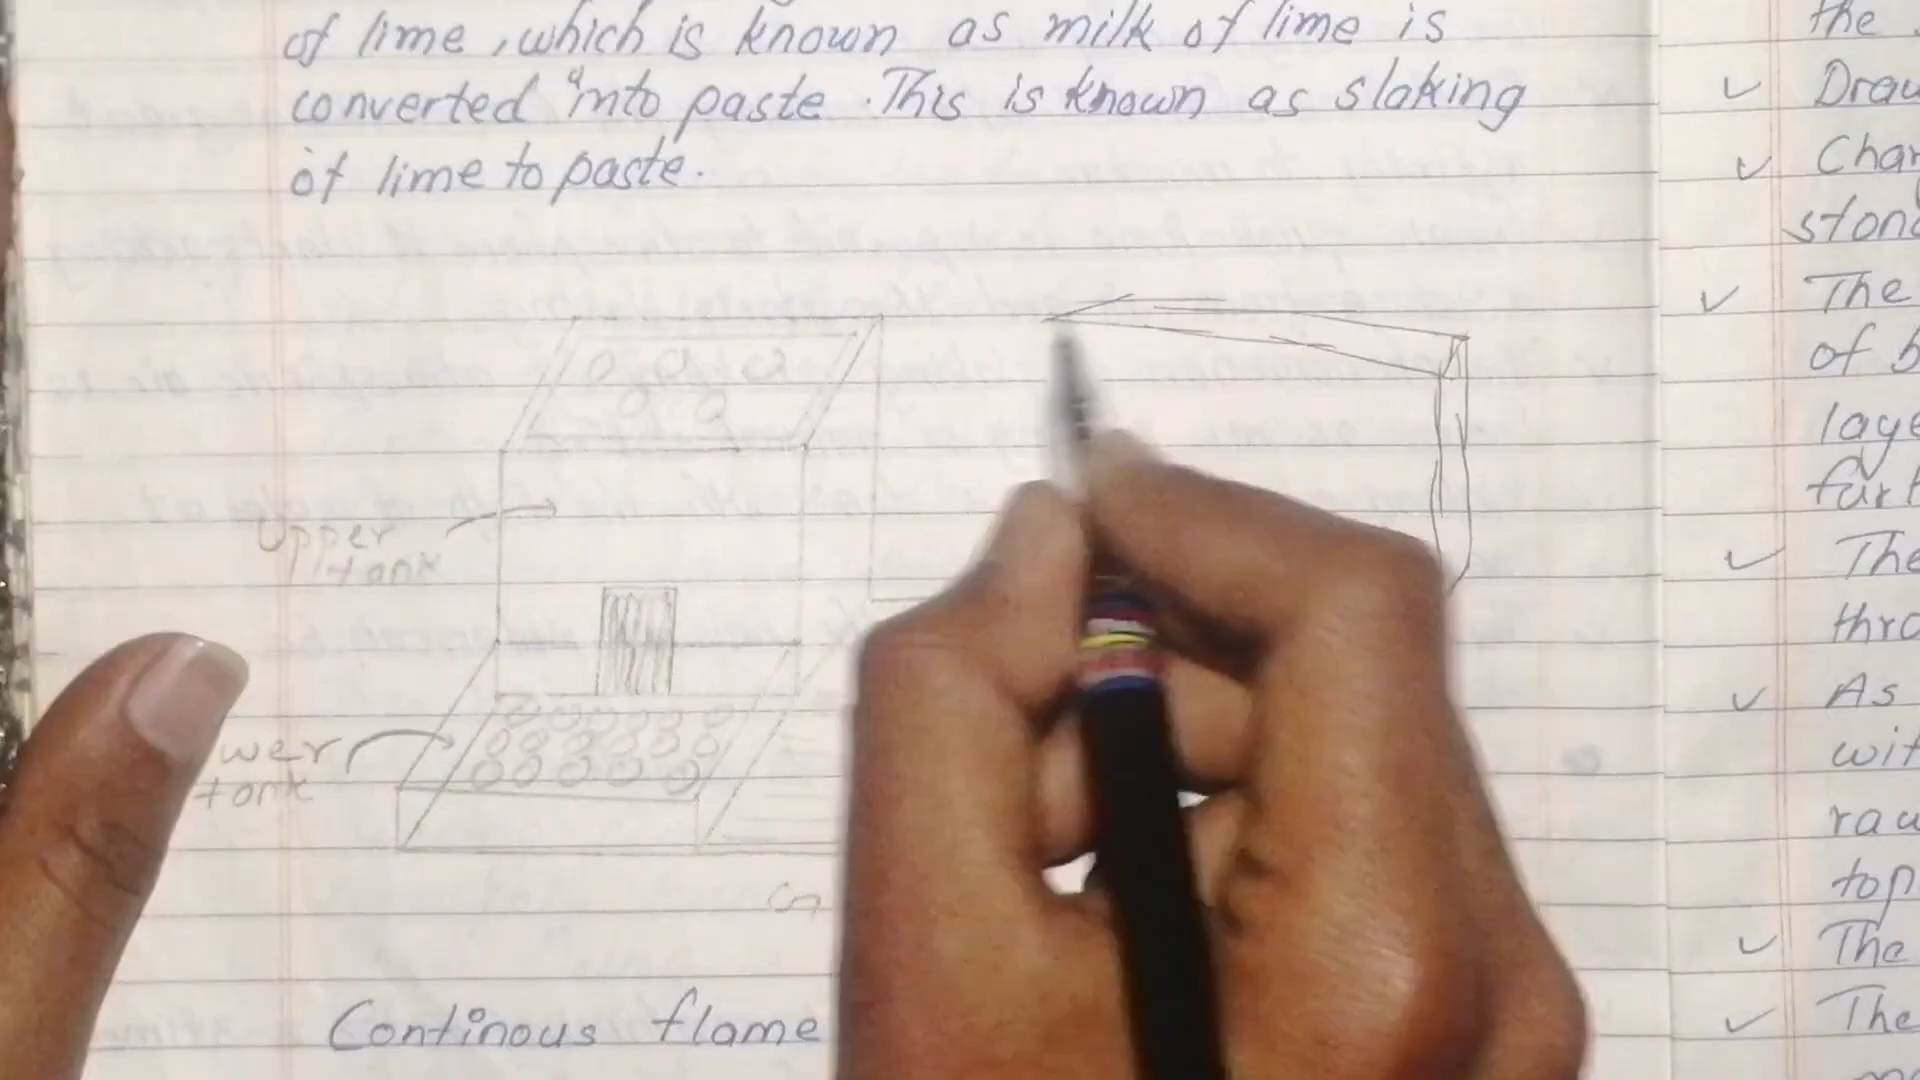 of lime, which is known as milk of lime is
converted into paste. This is known as slaking
of lime to paste.
Upper
tank
wer
tank
Continous flame
the
Draw
Char
stone
The
of b
laye
furt
The
thro
As
wit
raw
top
The
The